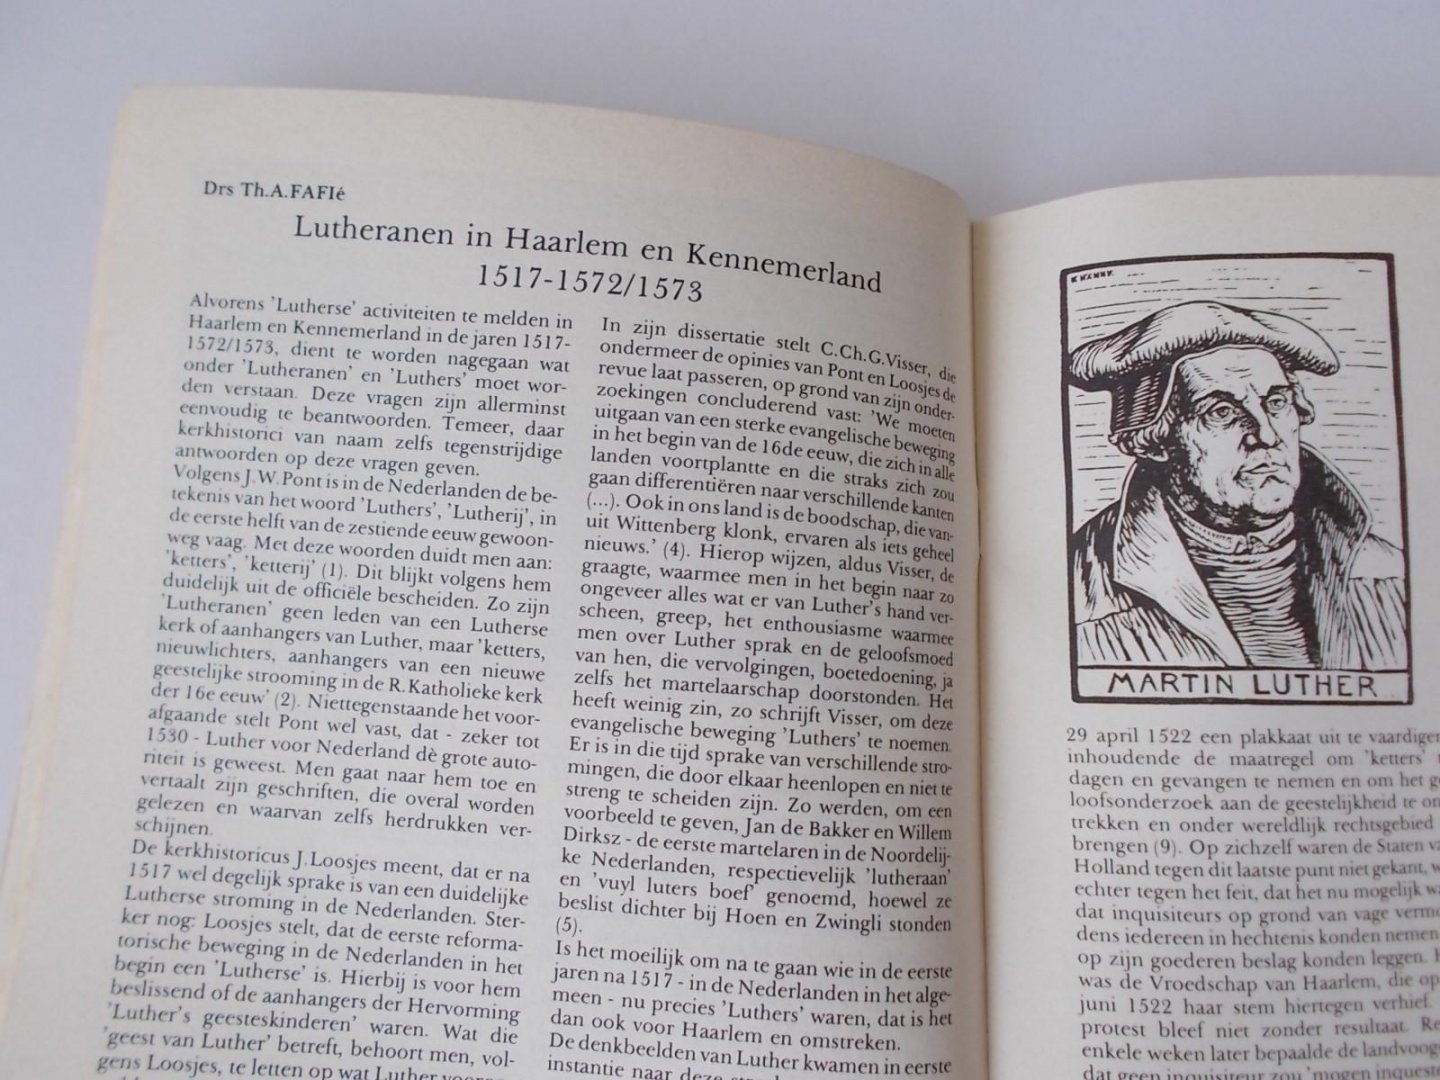 Drs Th.A.FAFIé
Lutheranen in Haarlem en Kennemerland
1517-1572/1573
Alvorens 'Lutherse' activiteiten te melden in
Haarlem en Kennemerland in de jaren 1517-
1572/1573, dient te worden nagegaan wat
onder 'Lutheranen' en 'Luthers' moet wor-
den verstaan. Deze vragen zijn allerminst
eenvoudig te beantwoorden. Temeer, daar
kerkhistorici van naam zelfs tegenstrijdige
antwoorden op deze vragen geven.
Volgens J.W.Pont is in de Nederlanden de be-
tekenis van het woord 'Luthers', 'Lutherij', in
de eerste helft van de zestiende eeuw gewoon-
weg vaag. Met deze woorden duidt men aan:
'ketters', 'ketterij' (1). Dit blijkt volgens hem
duidelijk uit de officiële bescheiden. Zo zijn
'Lutheranen' geen leden van een Lutherse
kerk of aanhangers van Luther, maar 'ketters,
nieuwlichters, aanhangers van een nieuwe
geestelijke strooming in de R.Katholieke kerk
der 16e eeuw' (2). Niettegenstaande het voor-
afgaande stelt Pont wel vast, dat - zeker tot
1530 - Luther voor Nederland dè grote auto-
riteit is geweest. Men gaat naar hem toe en
vertaalt zijn geschriften, die overal worden
gelezen en waarvan zelfs herdrukken ver-
schijnen.
De kerkhistoricus J.Loosjes meent, dat er na
1517 wel degelijk sprake is van een duidelijke
Lutherse stroming in de Nederlanden. Ster-
ker nog: Loosjes stelt, dat de eerste reforma-
torische beweging in de Nederlanden in het
begin een 'Lutherse' is. Hierbij is voor hem
beslissend of de aanhangers der Hervorming
'Luther's geesteskinderen' waren. Wat die
'geest van Luther' betreft, behoort men, vol-
gens Loosjes, te letten op wat Luther
In zijn dissertatie stelt C.Ch.G.Visser, die
ondermeer de opinies van Pont en Loosjes de
revue laat passeren, op grond van zijn onder-
zoekingen concluderend vast: 'We moeten
uitgaan van een sterke evangelische beweging
in het begin van de 16de eeuw, die zich in alle
landen voortplantte en die straks zich zou
gaan differentiëren naar verschillende kanten
(...). Ook in ons land is de boodschap, die van-
uit Wittenberg klonk, ervaren als iets geheel
nieuws.' (4). Hierop wijzen, aldus Visser, de
graagte, waarmee men in het begin naar zo
ongeveer alles wat er van Luther's hand ver-
scheen, greep, het enthousiasme waarmee
men over Luther sprak en de geloofsmoed
van hen, die vervolgingen, boetedoening, ja
zelfs het martelaarschap doorstonden. Het
heeft weinig zin, zo schrijft Visser, om deze
evangelische beweging 'Luthers' te noemen.
Er is in die tijd sprake van verschillende stro-
mingen, die door elkaar heenlopen en niet te
streng te scheiden zijn. Zo werden, om een
voorbeeld te geven, Jan de Bakker en Willem
Dirksz - de eerste martelaren in de Noordelij-
ke Nederlanden, respectievelijk 'lutheraan'
en 'vuyl luters boef' genoemd, hoewel ze
beslist dichter bij Hoen en Zwingli stonden
(5).
Is het moeilijk om na te gaan wie in de eerste
jaren na 1517 - in de Nederlanden in het alge-
meen - nu precies 'Luthers' waren, dat is het
dan ook voor Haarlem en omstreken.
De denkbeelden van Luther kwamen in eerste
instantie naar deze
MARTIN LUTHER
29 april 1522 een plakkaat uit te vaardigen
inhoudende de maatregel om 'ketters'
dagen en gevangen te nemen en om het
loofsonderzoek aan de geestelijkheid te
trekken en onder wereldlijk rechtsgebied
brengen (9). Op zichzelf waren de Staten
Holland tegen dit laatste punt niet gekant,
echter tegen het feit, dat het nu mogelijk
dat inquisiteurs op grond van vage
dens iedereen in hechtenis konden nemen
op zijn goederen beslag konden leggen.
was de Vroedschap van Haarlem, die
juni 1522 haar stem hiertegen verhief.
protest bleef niet zonder resultaat.
enkele weken later bepaalde de
dat geen inquisiteur zou 'mogen